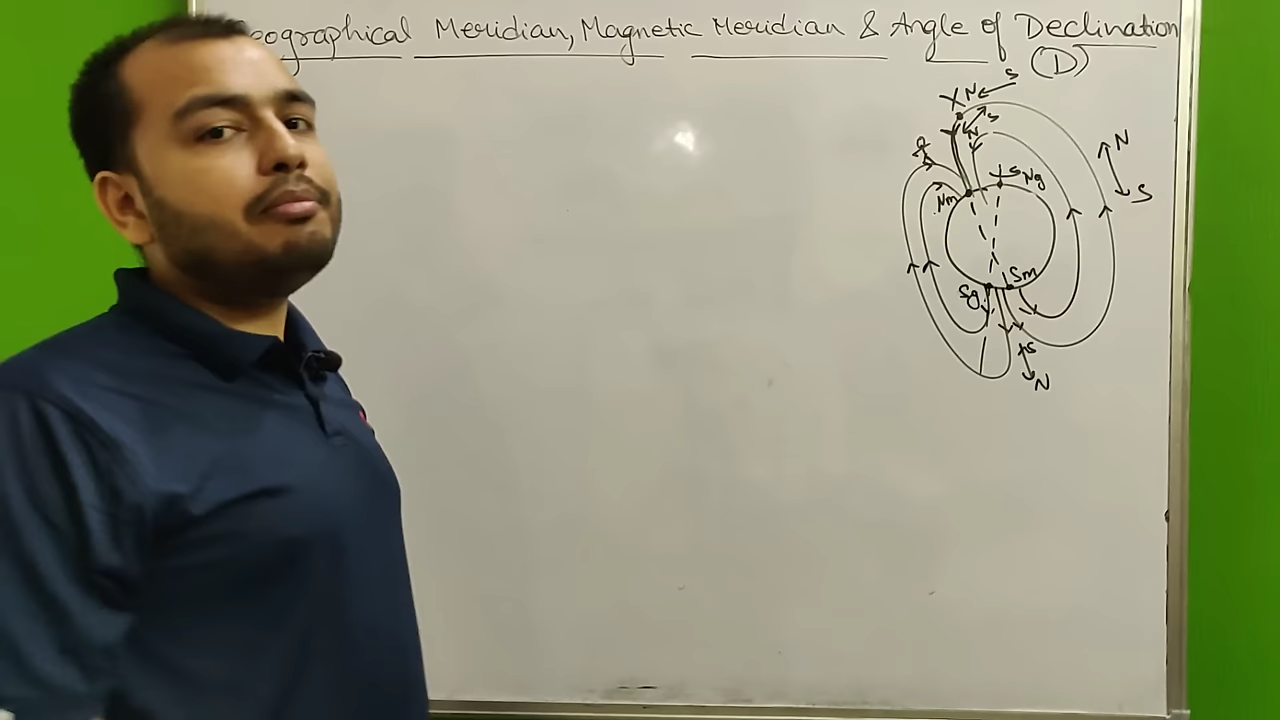 eographical Meridian, Magnetic Meridian & Angle of Declination
(D)
N S
S
N
N
S Ng
Nm
S
Sm
Sg
S
N